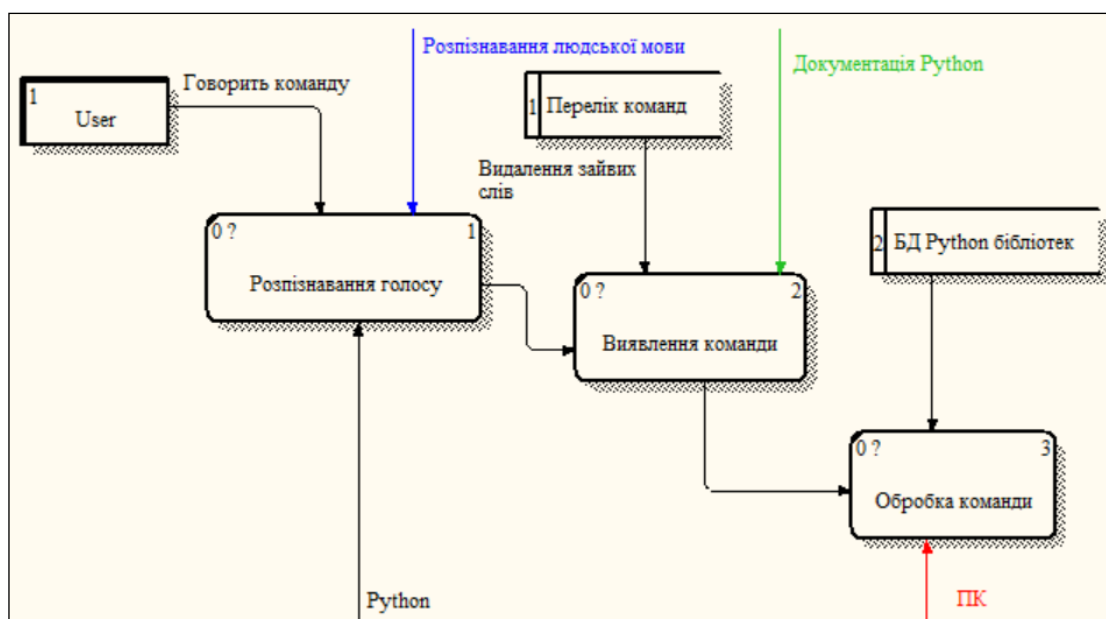 Розпізнавання людської мови
Документація Python
1
User
Говорить команду
1
Перелік команд
Видалення зайвих
слів
0 ?
1
Розпізнавання голосу
2
БД Python бібліотек
0 ?
2
Виявлення команди
0 ?
3
Обробка команди
Python
ПК